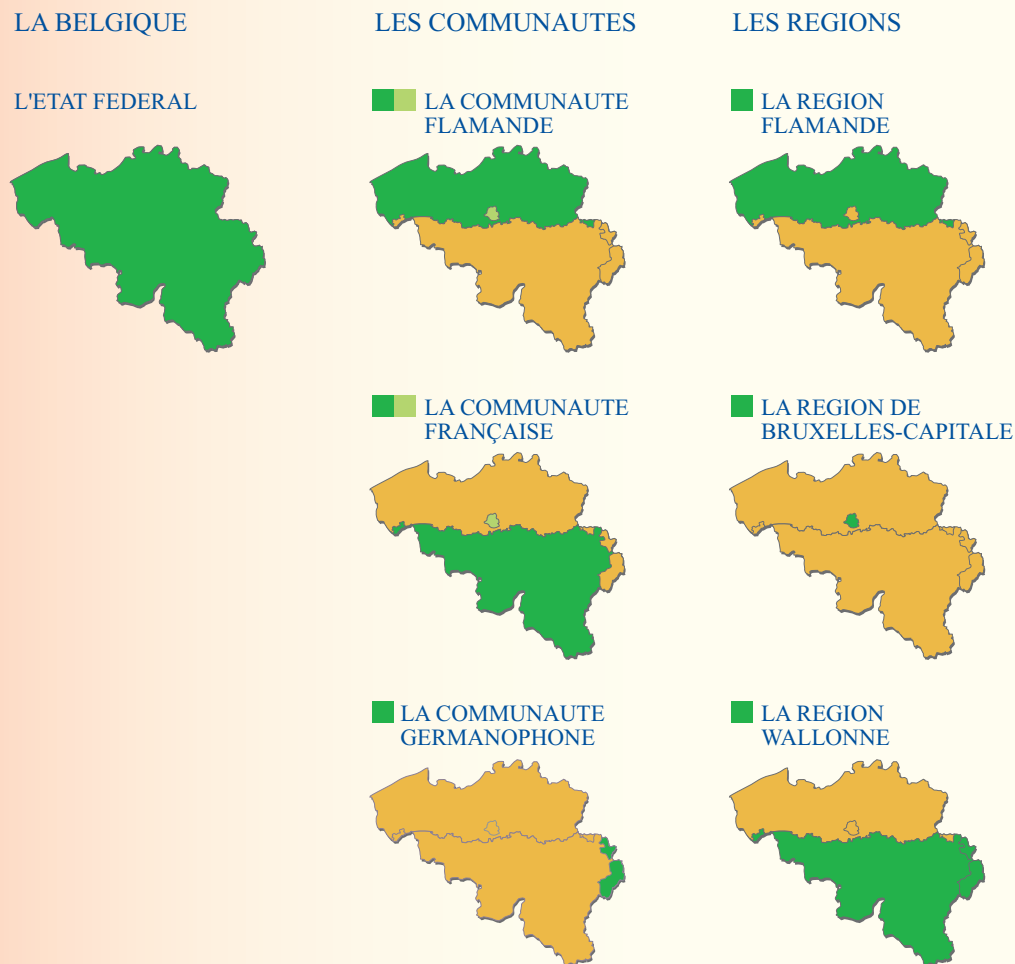 LA BELGIQUE
L'ETAT FEDERAL
LES COMMUNAUTES
LA COMMUNAUTE
FLAMANDE
LA COMMUNAUTE
FRANÇAISE
LA COMMUNAUTE
GERMANOPHONE
LES REGIONS
LA REGION
FLAMANDE
LA REGION DE
BRUXELLES-CAPITALE
LA REGION
WALLONNE